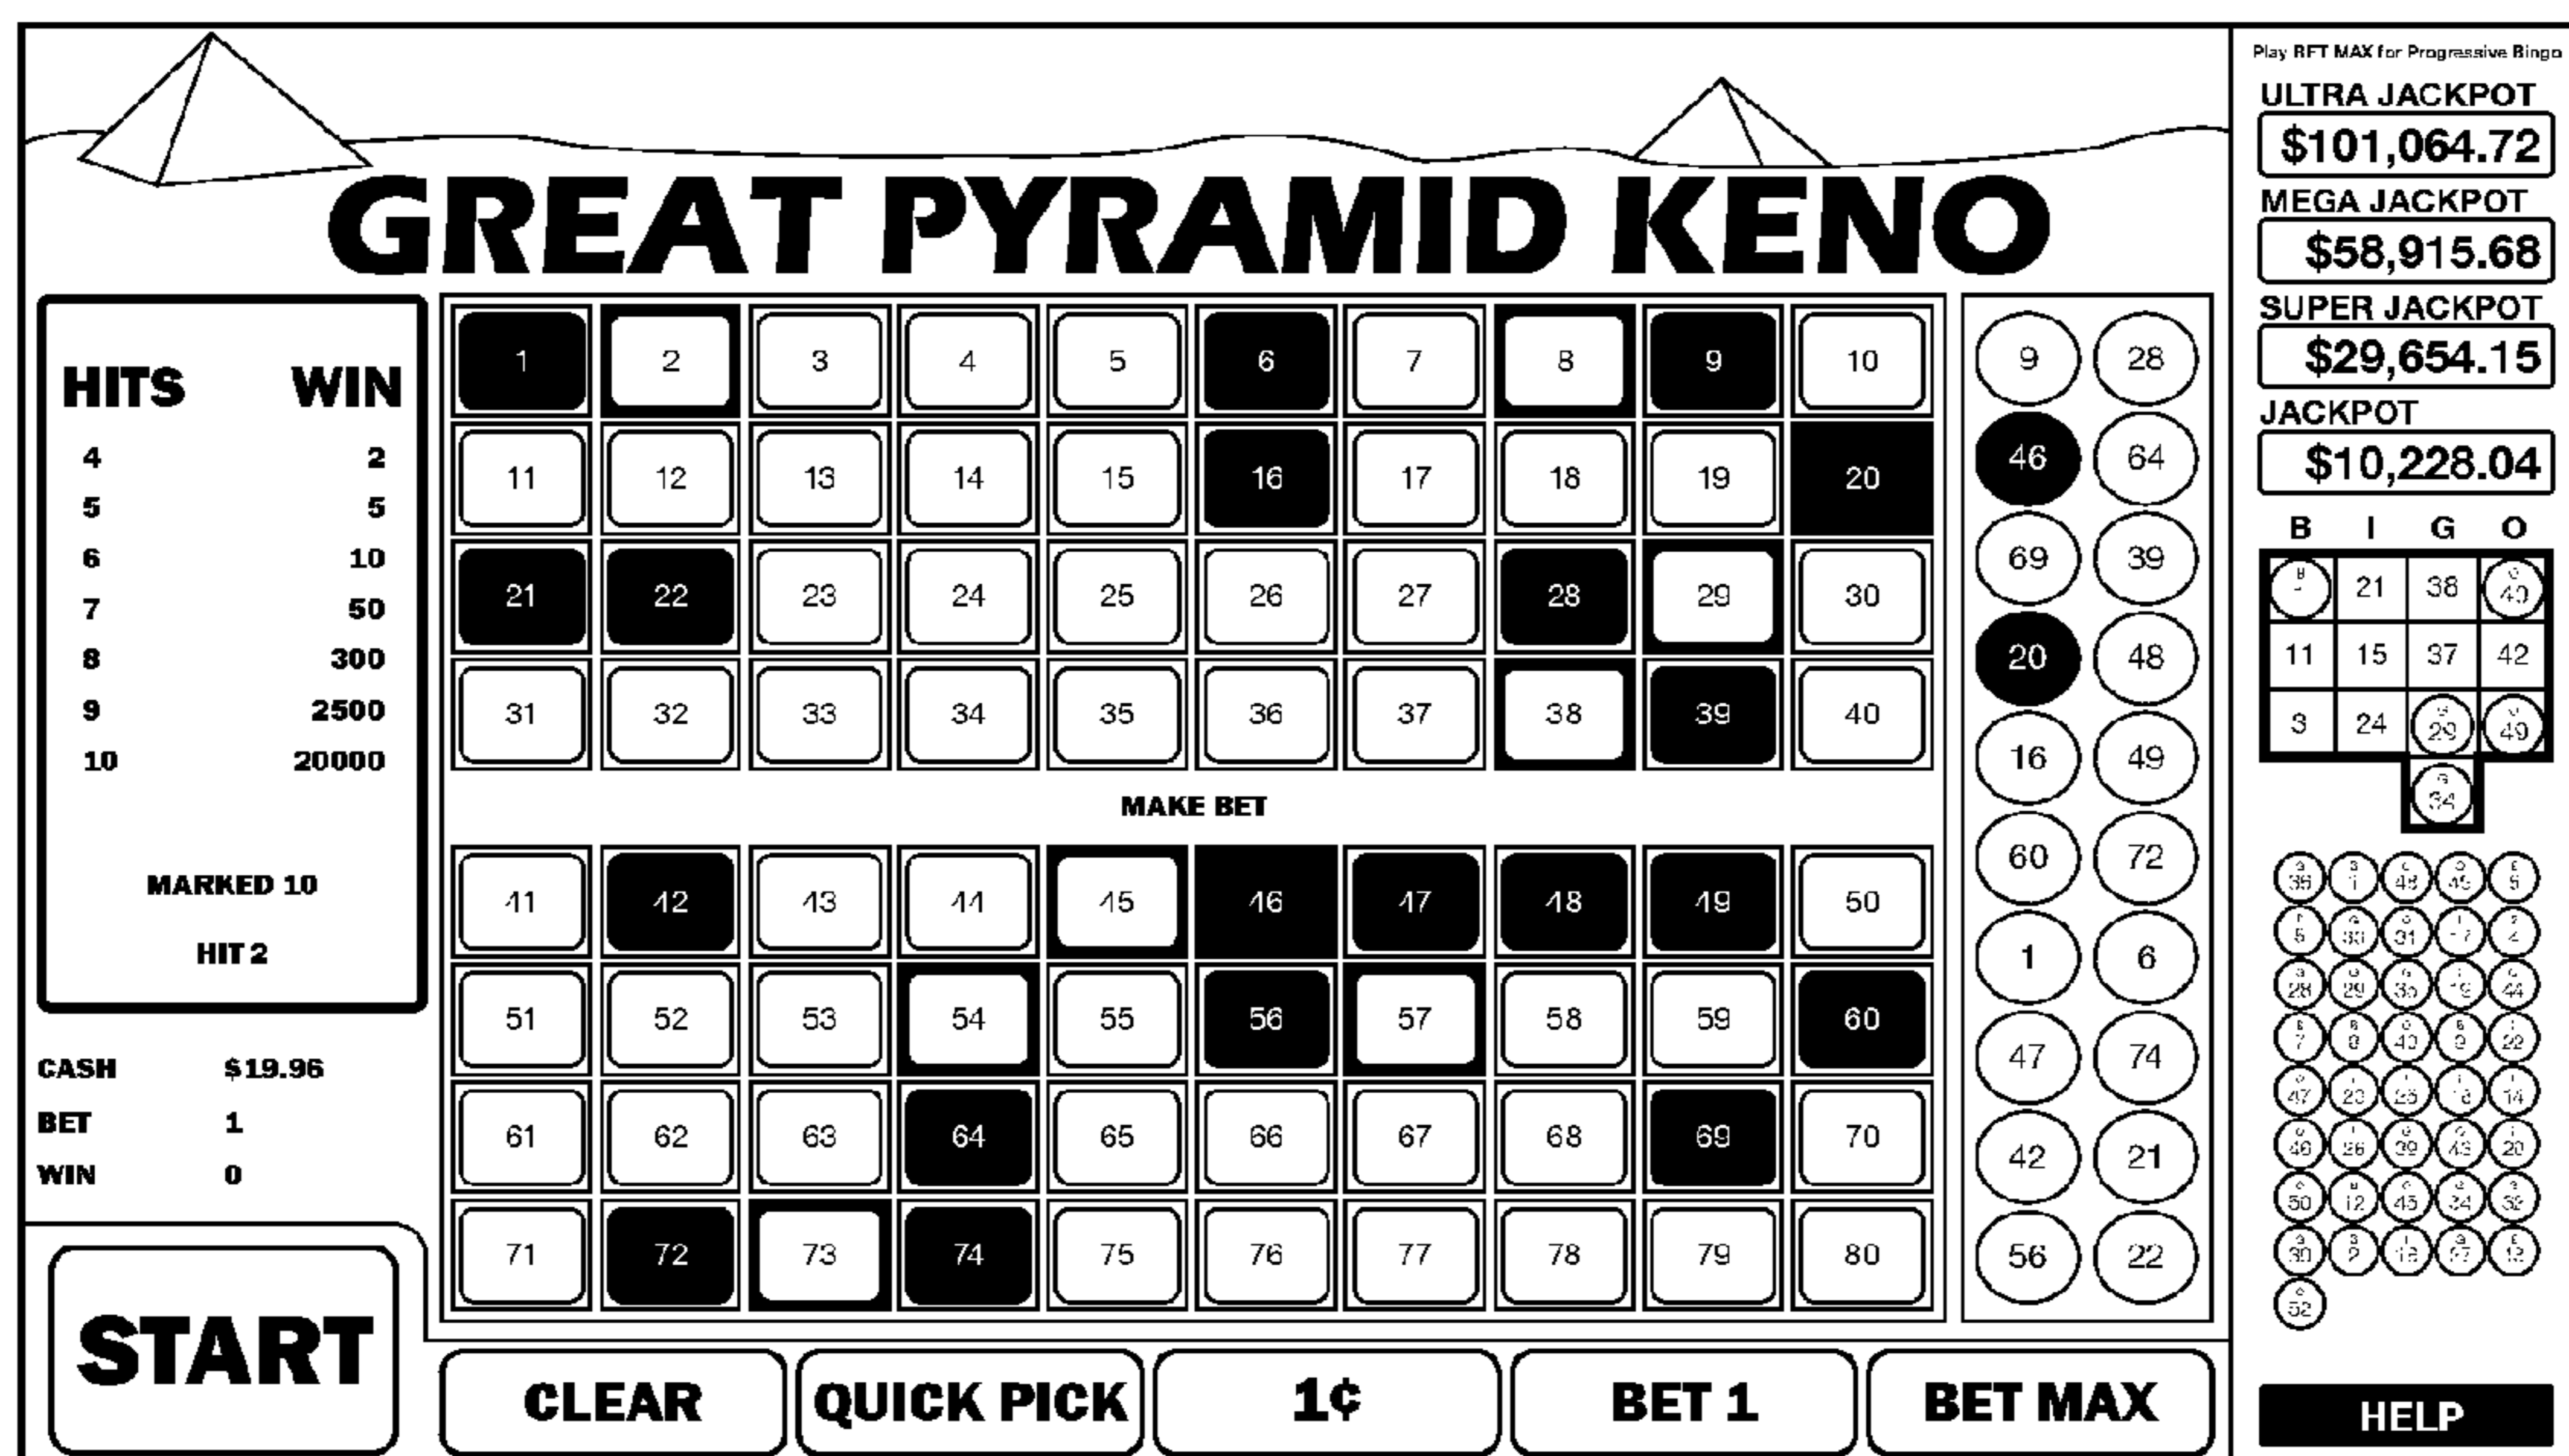 Play BET MAX for Progressive Bingo
ULTRA JACKPOT
$101,064.72
MEGA JACKPOT
$58,915.68
SUPER JACKPOT
$29,654.15
JACKPOT
$10,228.04
GREAT PYRAMID KENO
HITS WIN
4 2
5 5
6 10
7 50
8 300
9 2500
10 20000
MARKED 10
HIT 2
CASH $19.96
BET 1
WIN 0
1 2 3 4 5 6 7 8 9 10
11 12 13 14 15 16 17 18 19 20
21 22 23 24 25 26 27 28 29 30
31 32 33 34 35 36 37 38 39 40
MAKE BET
41 42 43 44 45 46 47 48 49 50
51 52 53 54 55 56 57 58 59 60
61 62 63 64 65 66 67 68 69 70
71 72 73 74 75 76 77 78 79 80
9 28
46 64
69 39
20 48
16 49
60 72
1 6
47 74
42 21
56 22
B I G O
21 38 40
11 15 37 42
3 24 29 49
34
START
CLEAR
QUICK PICK
1¢
BET 1
BET MAX
HELP